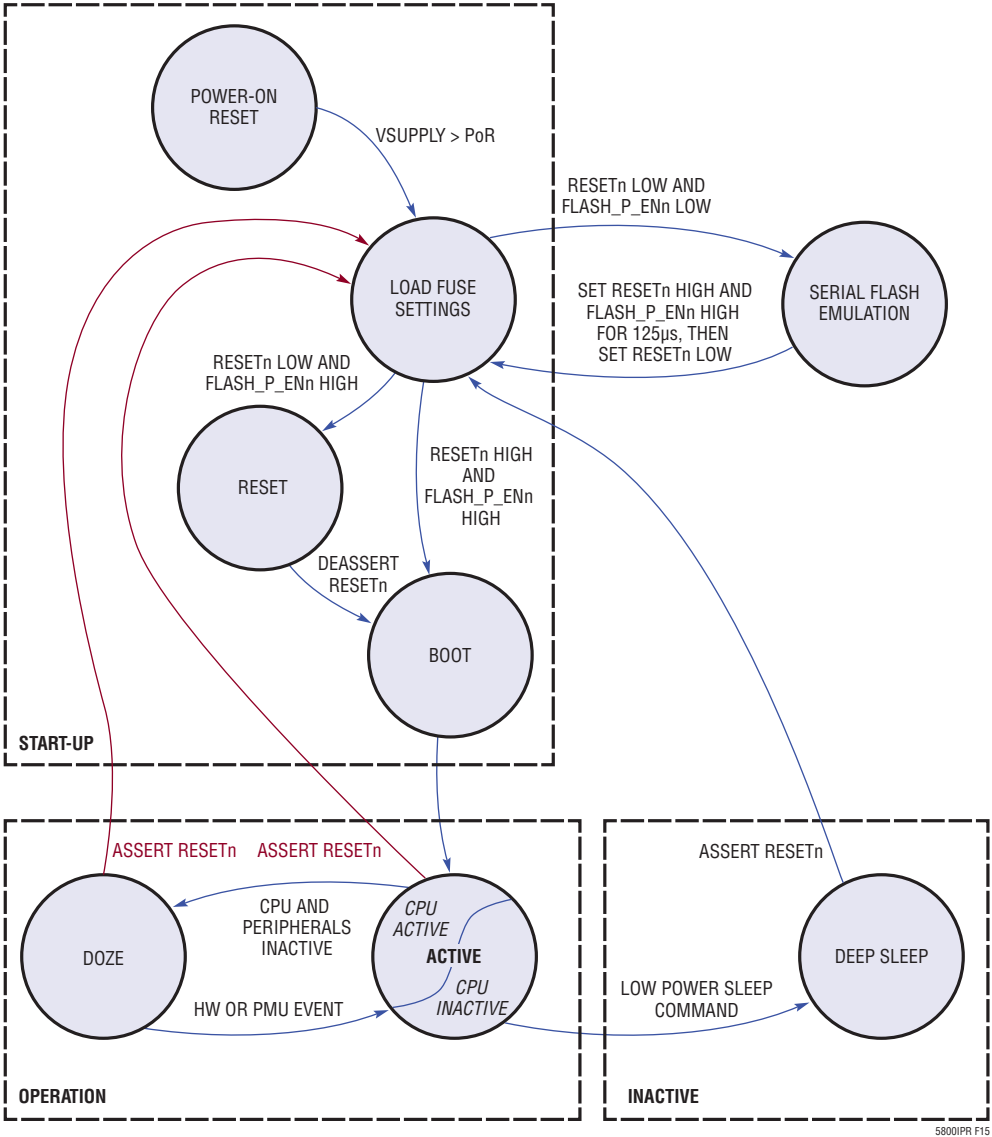 POWER-ON
RESET
VSUPPLY > PoR
RESETn LOW AND
FLASH_P_ENn LOW
LOAD FUSE
SETTINGS
SET RESETn HIGH AND
FLASH_P_ENn HIGH
FOR 125µs, THEN
SET RESETn LOW
SERIAL FLASH
EMULATION
RESETn LOW AND
FLASH_P_ENn HIGH
RESET
RESETn HIGH
AND
FLASH_P_ENn
HIGH
DEASSERT
RESETn
BOOT
START-UP
ASSERT RESETn
ASSERT RESETn
ASSERT RESETn
CPU AND
PERIPHERALS
INACTIVE
CPU
ACTIVE
ACTIVE
CPU
INACTIVE
DOZE
HW OR PMU EVENT
DEEP SLEEP
LOW POWER SLEEP
COMMAND
OPERATION
INACTIVE
5800IPR F15